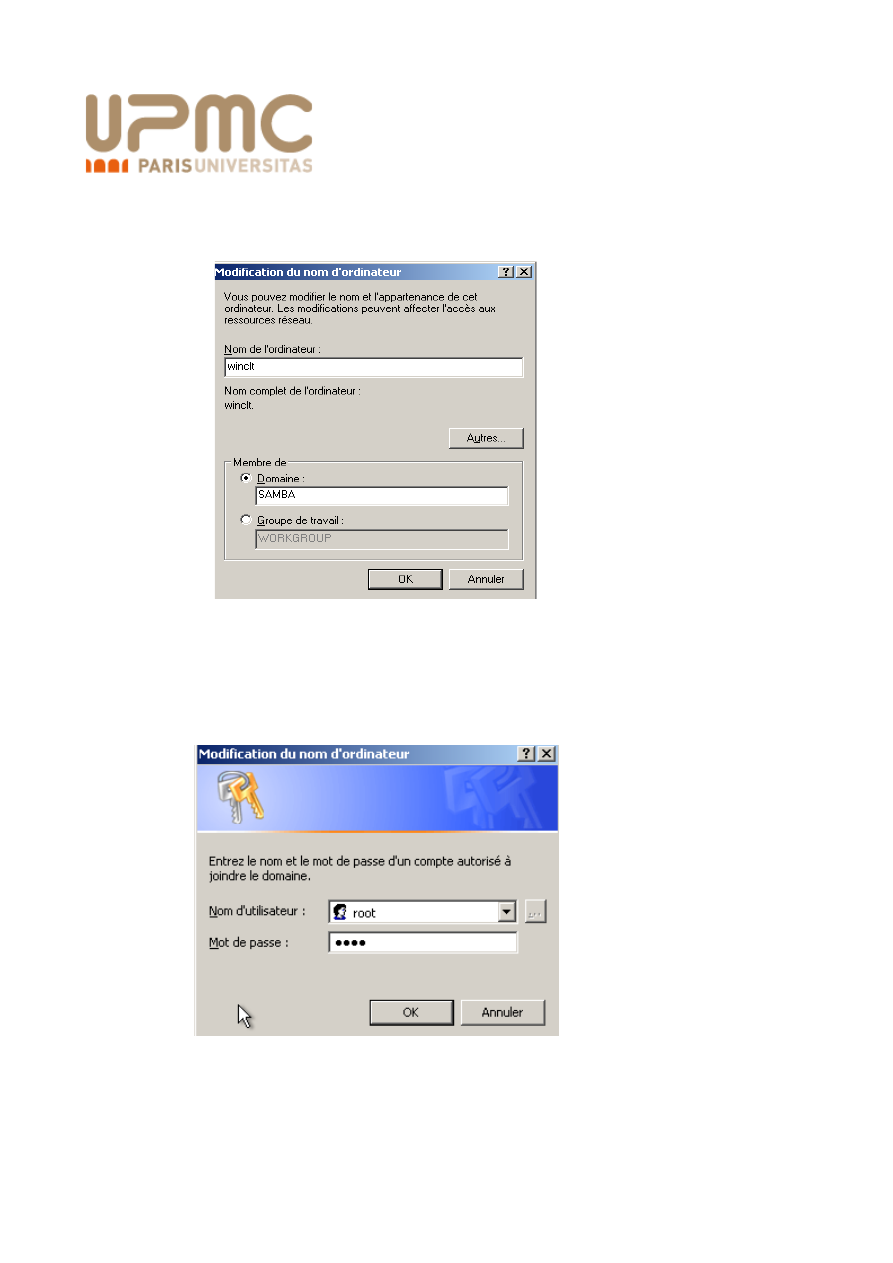 UPMC
PARISUNIVERSITAS
Modification du nom d'ordinateur
Vous pouvez modifier le nom et l'appartenance de cet
ordinateur. Les modifications peuvent affecter l'accès aux
ressources réseau.
Nom de l'ordinateur :
winclt
Nom complet de l'ordinateur :
winclt.
Autres...
Membre de
Domaine :
SAMBA
Groupe de travail :
WORKGROUP
OK
Annuler
Modification du nom d'ordinateur
Entrez le nom et le mot de passe d'un compte autorisé à
joindre le domaine.
Nom d'utilisateur :
root
...
Mot de passe :
●●●●
OK
Annuler